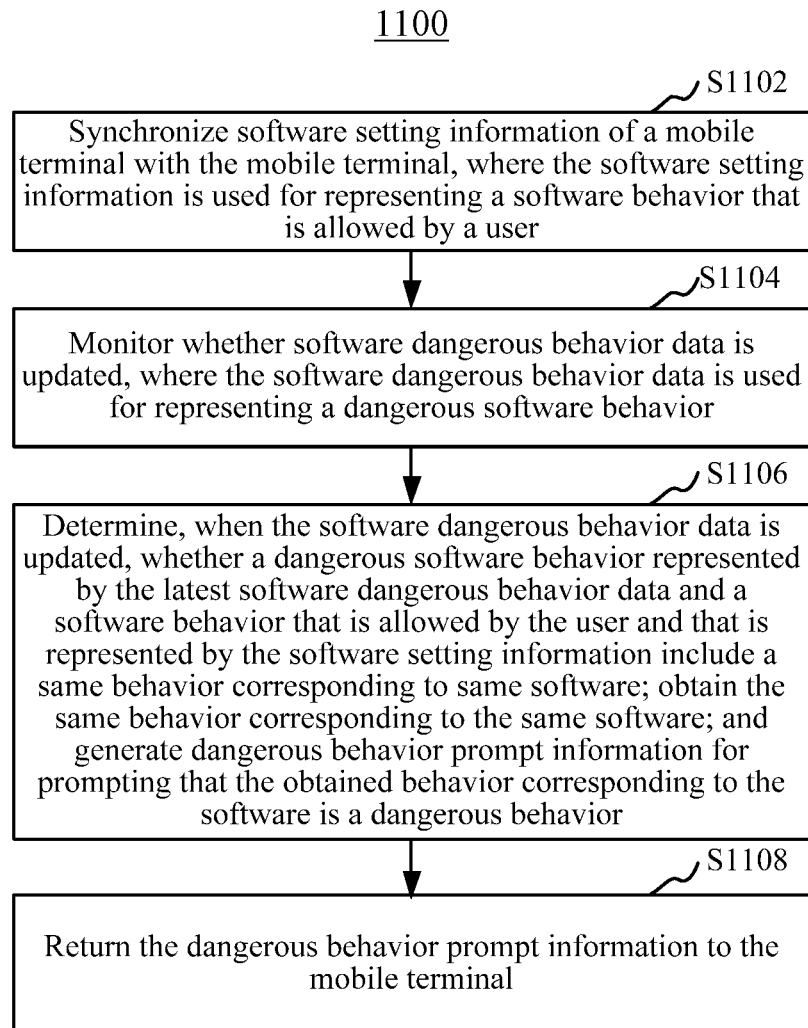 1100
S1102
Synchronize software setting information of a mobile
terminal with the mobile terminal, where the software setting
information is used for representing a software behavior that
is allowed by a user
S1104
Monitor whether software dangerous behavior data is
updated, where the software dangerous behavior data is used
for representing a dangerous software behavior
S1106
Determine, when the software dangerous behavior data is
updated, whether a dangerous software behavior represented
by the latest software dangerous behavior data and a
software behavior that is allowed by the user and that is
represented by the software setting information include a
same behavior corresponding to same software; obtain the
same behavior corresponding to the same software; and
generate dangerous behavior prompt information for
prompting that the obtained behavior corresponding to the
software is a dangerous behavior
S1108
Return the dangerous behavior prompt information to the
mobile terminal